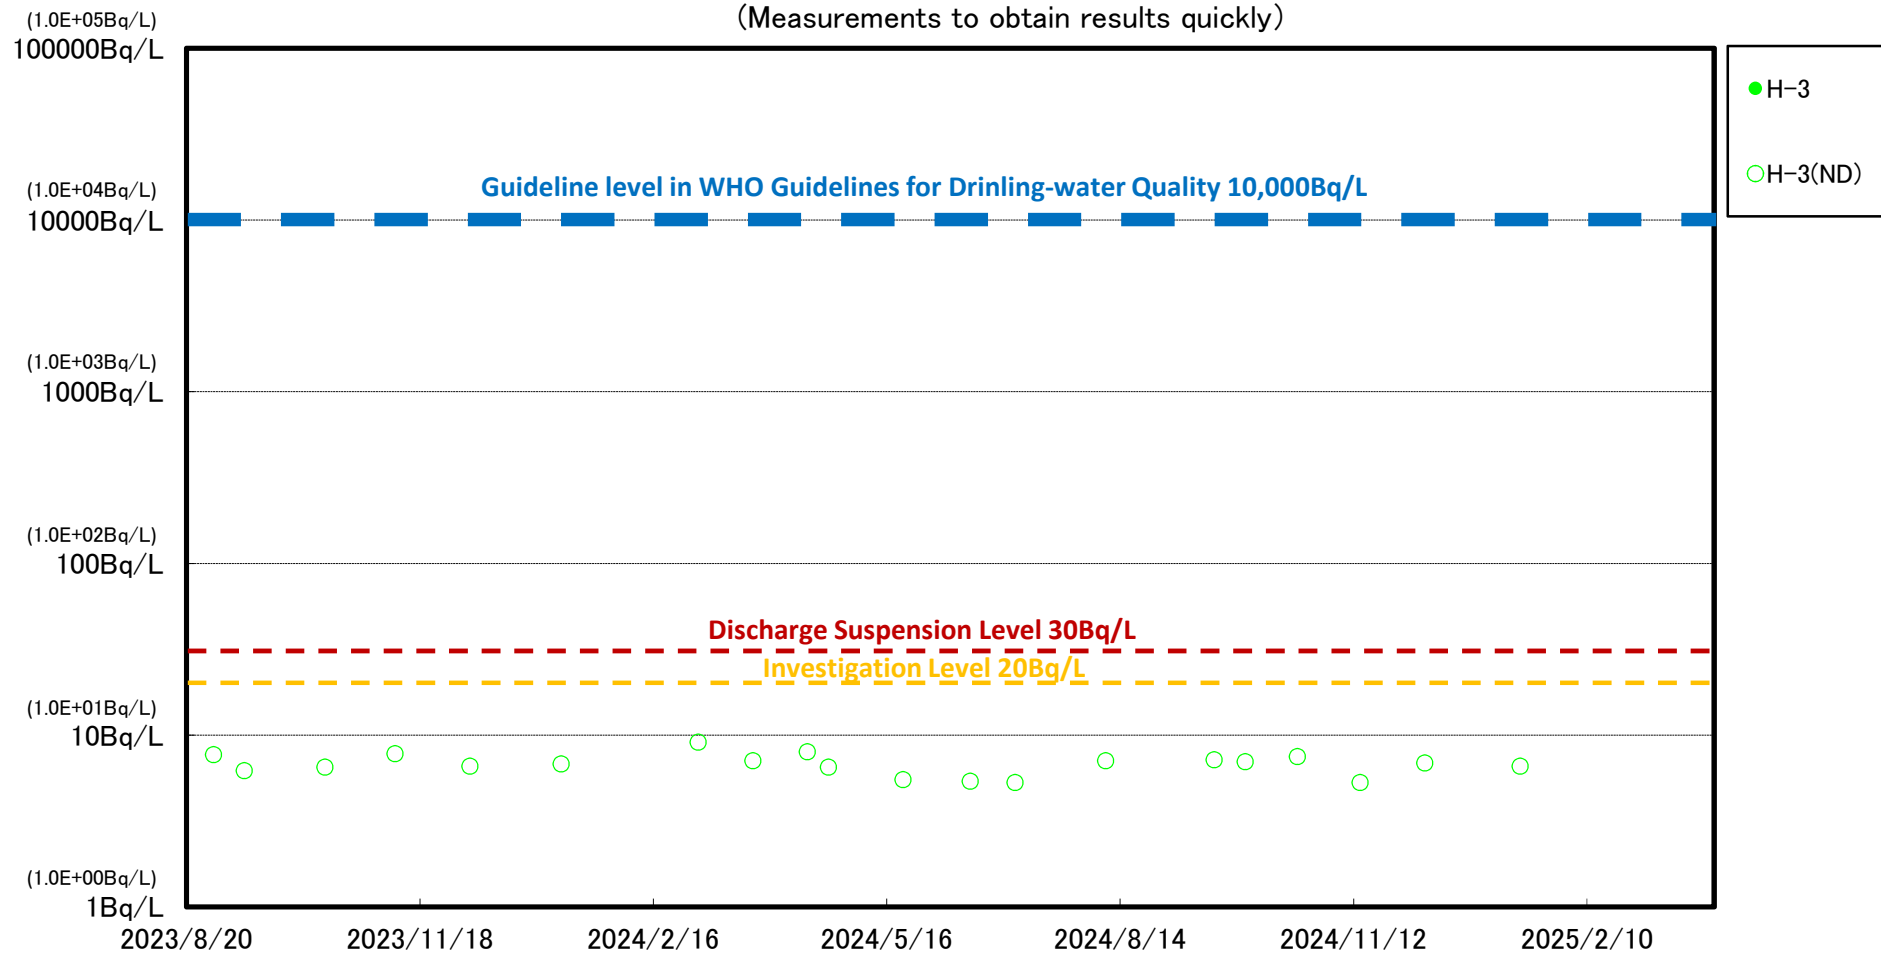 (Measurements to obtain results quickly)
(1.0E+05Bq/L)
100000Bq/L
H-3
H-3(ND)
(1.0E+04Bq/L)
10000Bq/L
Guideline level in WHO Guidelines for Drinling-water Quality 10,000Bq/L
(1.0E+03Bq/L)
1000Bq/L
(1.0E+02Bq/L)
100Bq/L
Discharge Suspension Level 30Bq/L
Investigation Level 20Bq/L
(1.0E+01Bq/L)
10Bq/L
(1.0E+00Bq/L)
1Bq/L
2023/8/20 2023/11/18 2024/2/16 2024/5/16 2024/8/14 2024/11/12 2025/2/10